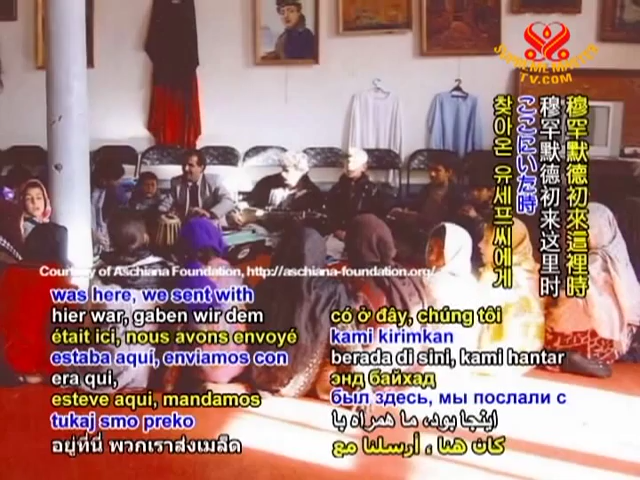 SUPREME MASTER
TV.COM
穆罕默德初來這裡時
穆罕默德初来这里时
ここにいた時
찾아온 유세프씨에게
Courtesy of Aschiana Foundation, http://aschiana-foundation.org/
was here, we sent with
hier war, gaben wir dem
était ici, nous avons envoyé
estaba aquí, enviamos con
era qui,
esteve aqui, mandamos
tukaj smo preko
อยู่ที่นี่ พวกเราส่งเมล็ด
có ở đây, chúng tôi
kami kirimkan
berada di sini, kami hantar
энд байхад
был здесь, мы послали с
اینجا بود، ما همراه با
كان هنا ، أرسلنا مع